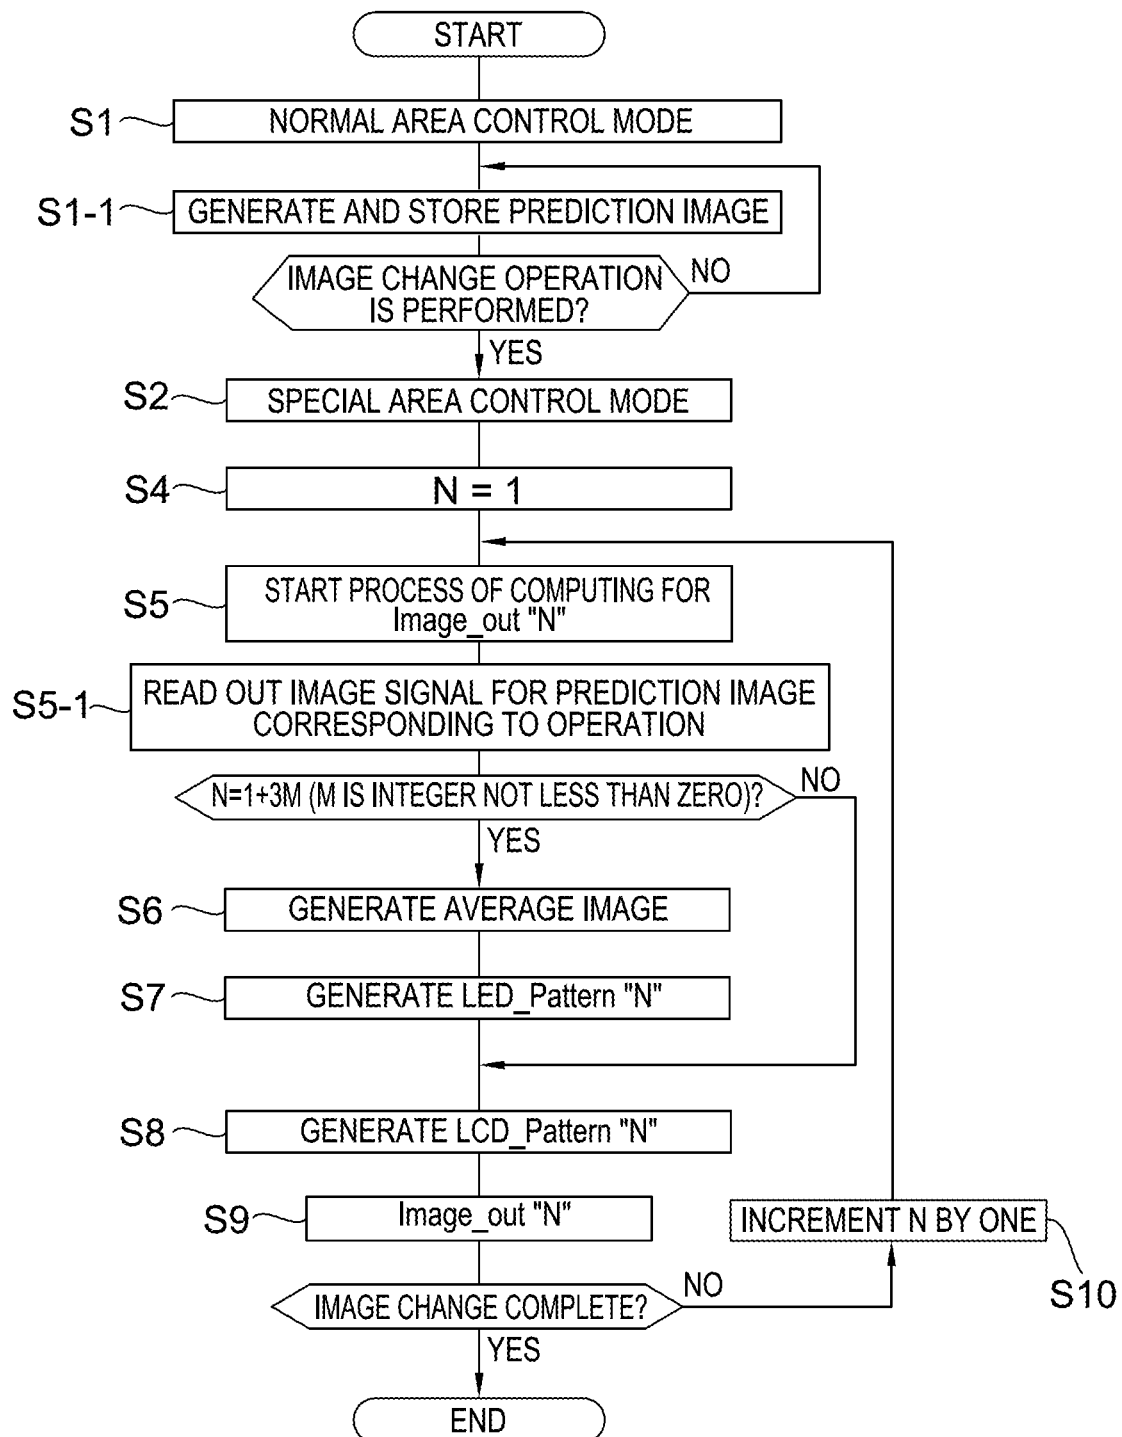 START
S1
NORMAL AREA CONTROL MODE
S1-1
GENERATE AND STORE PREDICTION IMAGE
IMAGE CHANGE OPERATION
IS PERFORMED?
NO
YES
S2
SPECIAL AREA CONTROL MODE
S4
N = 1
S5
START PROCESS OF COMPUTING FOR
Image_out "N"
S5-1
READ OUT IMAGE SIGNAL FOR PREDICTION IMAGE
CORRESPONDING TO OPERATION
N=1+3M (M IS INTEGER NOT LESS THAN ZERO)?
NO
YES
S6
GENERATE AVERAGE IMAGE
S7
GENERATE LED_Pattern "N"
S8
GENERATE LCD_Pattern "N"
S9
Image_out "N"
INCREMENT N BY ONE
S10
IMAGE CHANGE COMPLETE?
NO
YES
END